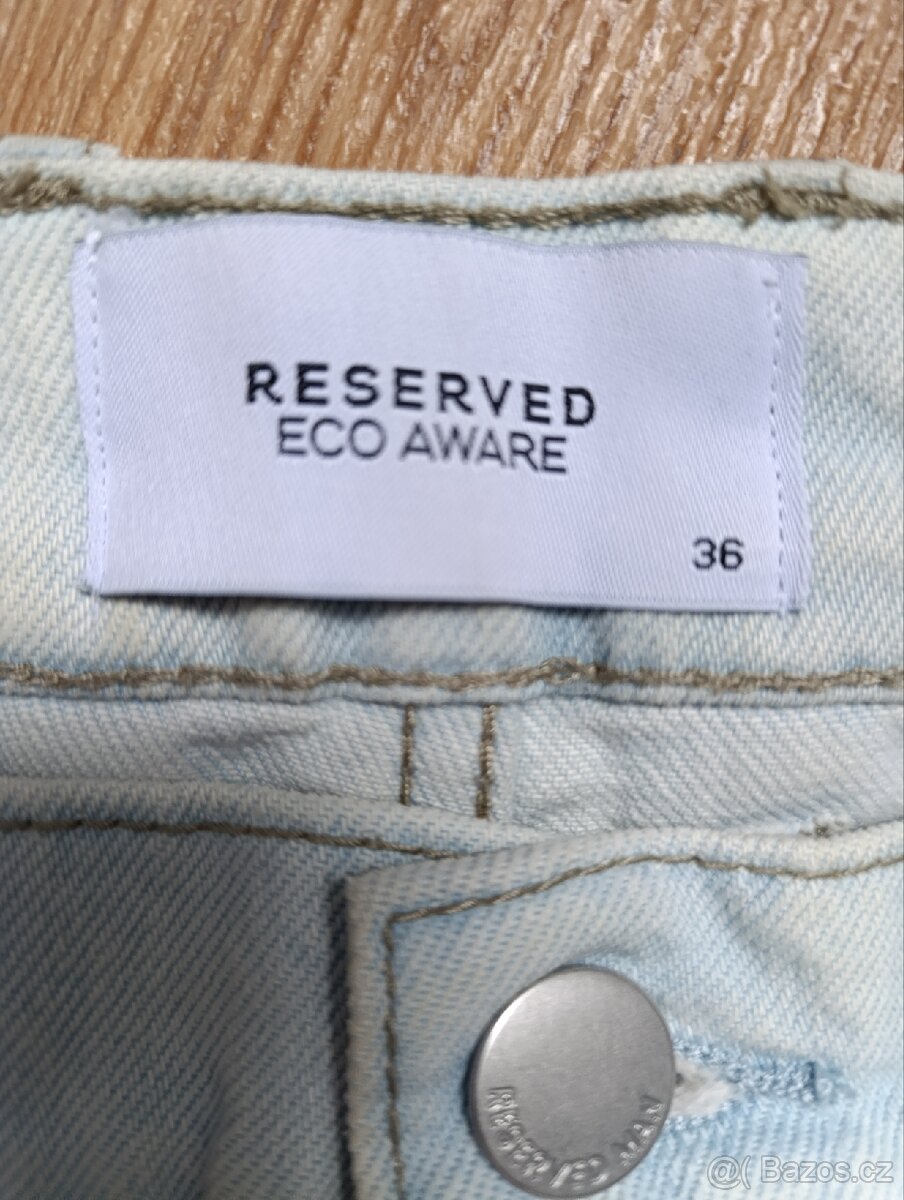 RESERVED
ECO AWARE
36
RESERVED MAN
@( Bazos.cz